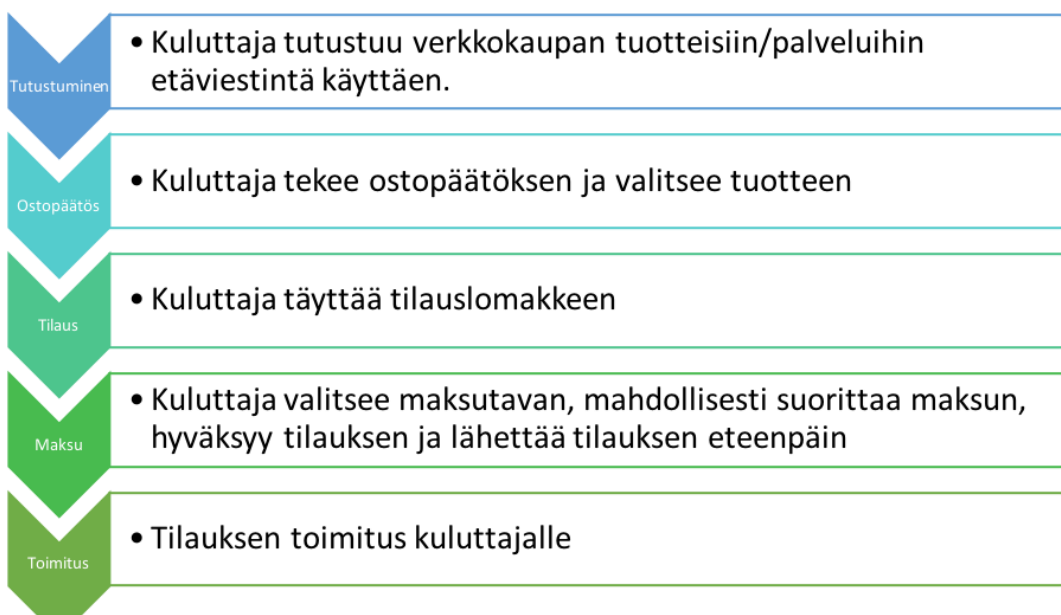 Tutustuminen
• Kuluttaja tutustuu verkkokaupan tuotteisiin/palveluihin
etäviestintä käyttäen.
Ostopäätös
• Kuluttaja tekee ostopäätöksen ja valitsee tuotteen
Tilaus
• Kuluttaja täyttää tilauslomakkeen
Maksu
• Kuluttaja valitsee maksutavan, mahdollisesti suorittaa maksun,
hyväksyy tilauksen ja lähettää tilauksen eteenpäin
Toimitus
• Tilauksen toimitus kuluttajalle